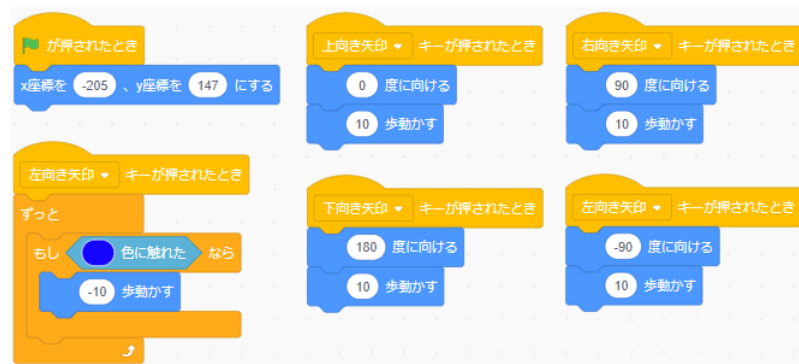 が押されたとき
x座標を -205 、y座標を 147 にする
左向き矢印 キーが押されたとき
ずっと
もし 色に触れた なら
-10 歩動かす
上向き矢印 キーが押されたとき
0 度に向ける
10 歩動かす
下向き矢印 キーが押されたとき
180 度に向ける
10 歩動かす
右向き矢印 キーが押されたとき
90 度に向ける
10 歩動かす
左向き矢印 キーが押されたとき
-90 度に向ける
10 歩動かす